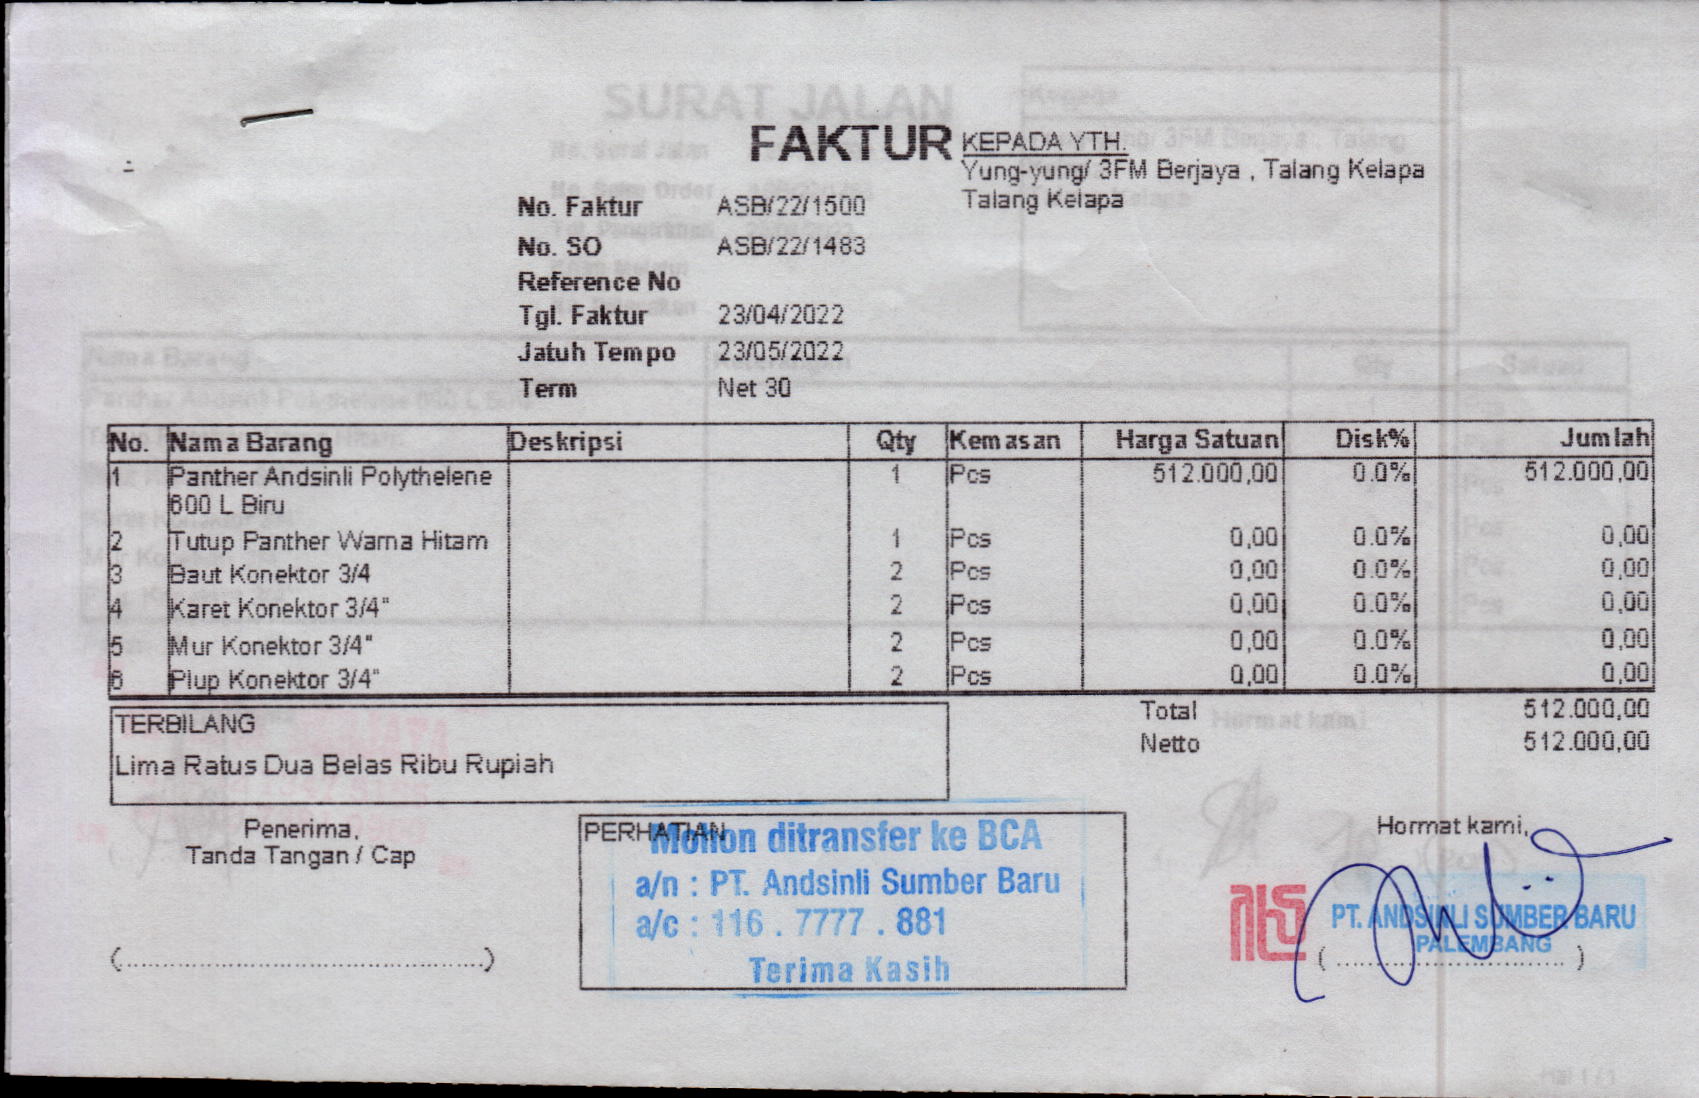 SURAT JALAN
FAKTUR
KEPADA YTH.
Yung-yung/ 3FM Berjaya , Talang Kelapa
Talang Kelapa
No. Faktur ASB/22/1500
No. SO ASB/22/1483
Reference No
Tgl. Faktur 23/04/2022
Jatuh Tempo 23/05/2022
Term Net 30
No. Nama Barang Deskripsi Qty Kemasan Harga Satuan Disk% Jumlah
1 Panther Andsinli Polythelene 1 Pcs 512.000,00 0.0% 512.000,00
600 L Biru
2 Tutup Panther Warna Hitam 1 Pcs 0,00 0.0% 0,00
3 Baut Konektor 3/4 2 Pcs 0,00 0.0% 0,00
4 Karet Konektor 3/4" 2 Pcs 0,00 0.0% 0,00
5 Mur Konektor 3/4" 2 Pcs 0,00 0.0% 0,00
6 Plup Konektor 3/4" 2 Pcs 0,00 0.0% 0,00
Total 512.000,00
Netto 512.000,00
TERBILANG
Lima Ratus Dua Belas Ribu Rupiah
Penerima,
Tanda Tangan / Cap
(..............................................)
PERHATIAN
Mohon ditransfer ke BCA
a/n : PT. Andsinli Sumber Baru
a/c : 116 . 7777 . 881
Terima Kasih
Hormat kami,
PT. ANDSINLI SUMBER BARU
PALEMBANG
( ............................. )